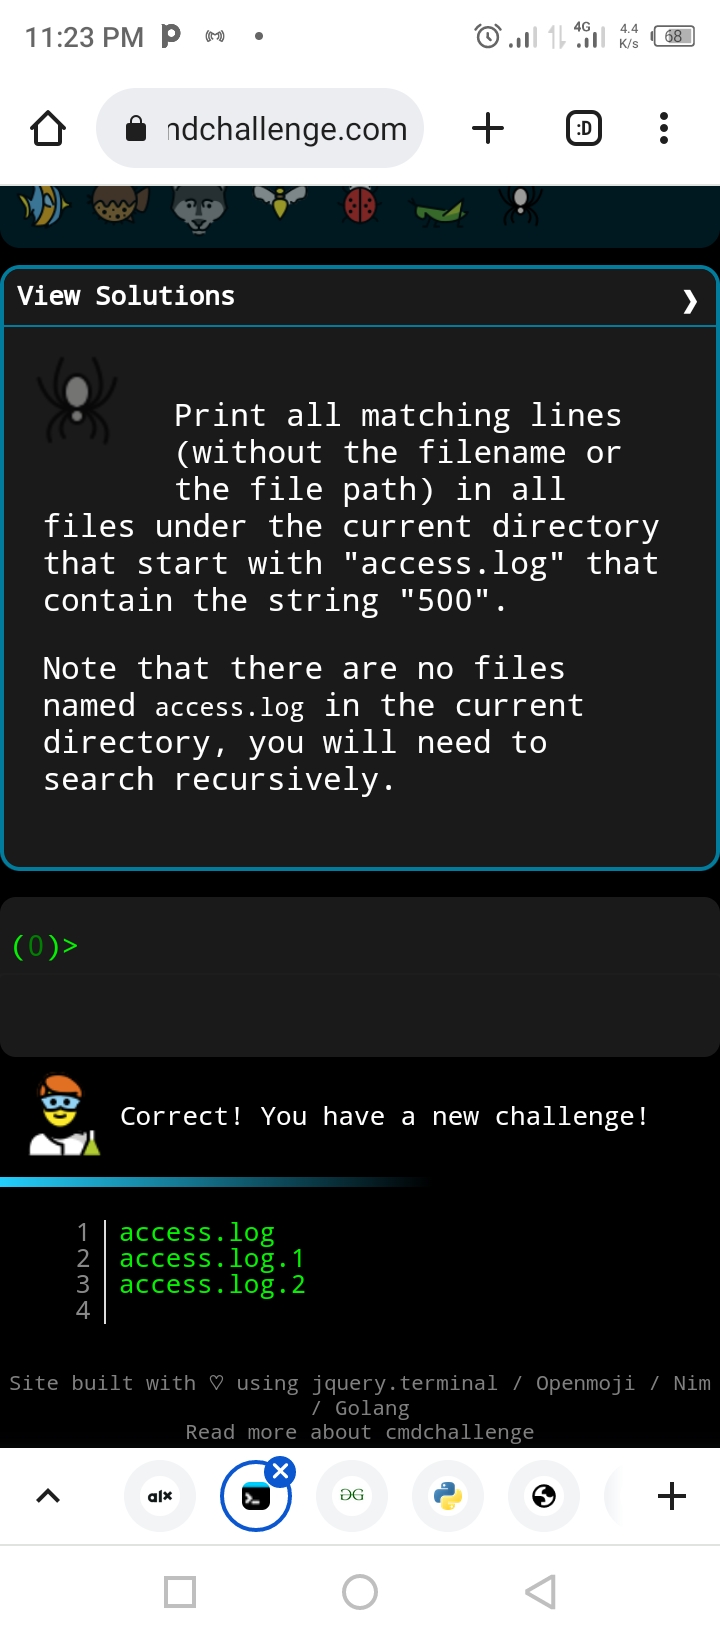 11:23 PM
4G
4.4
K/s
68
ndchallenge.com
:D
View Solutions ❯
Print all matching lines
(without the filename or
the file path) in all
files under the current directory
that start with "access.log" that
contain the string "500".
Note that there are no files
named access.log in the current
directory, you will need to
search recursively.
(0)>
Correct! You have a new challenge!
1 access.log
2 access.log.1
3 access.log.2
4
Site built with ♡ using jquery.terminal / Openmoji / Nim
/ Golang
Read more about cmdchallenge
alx